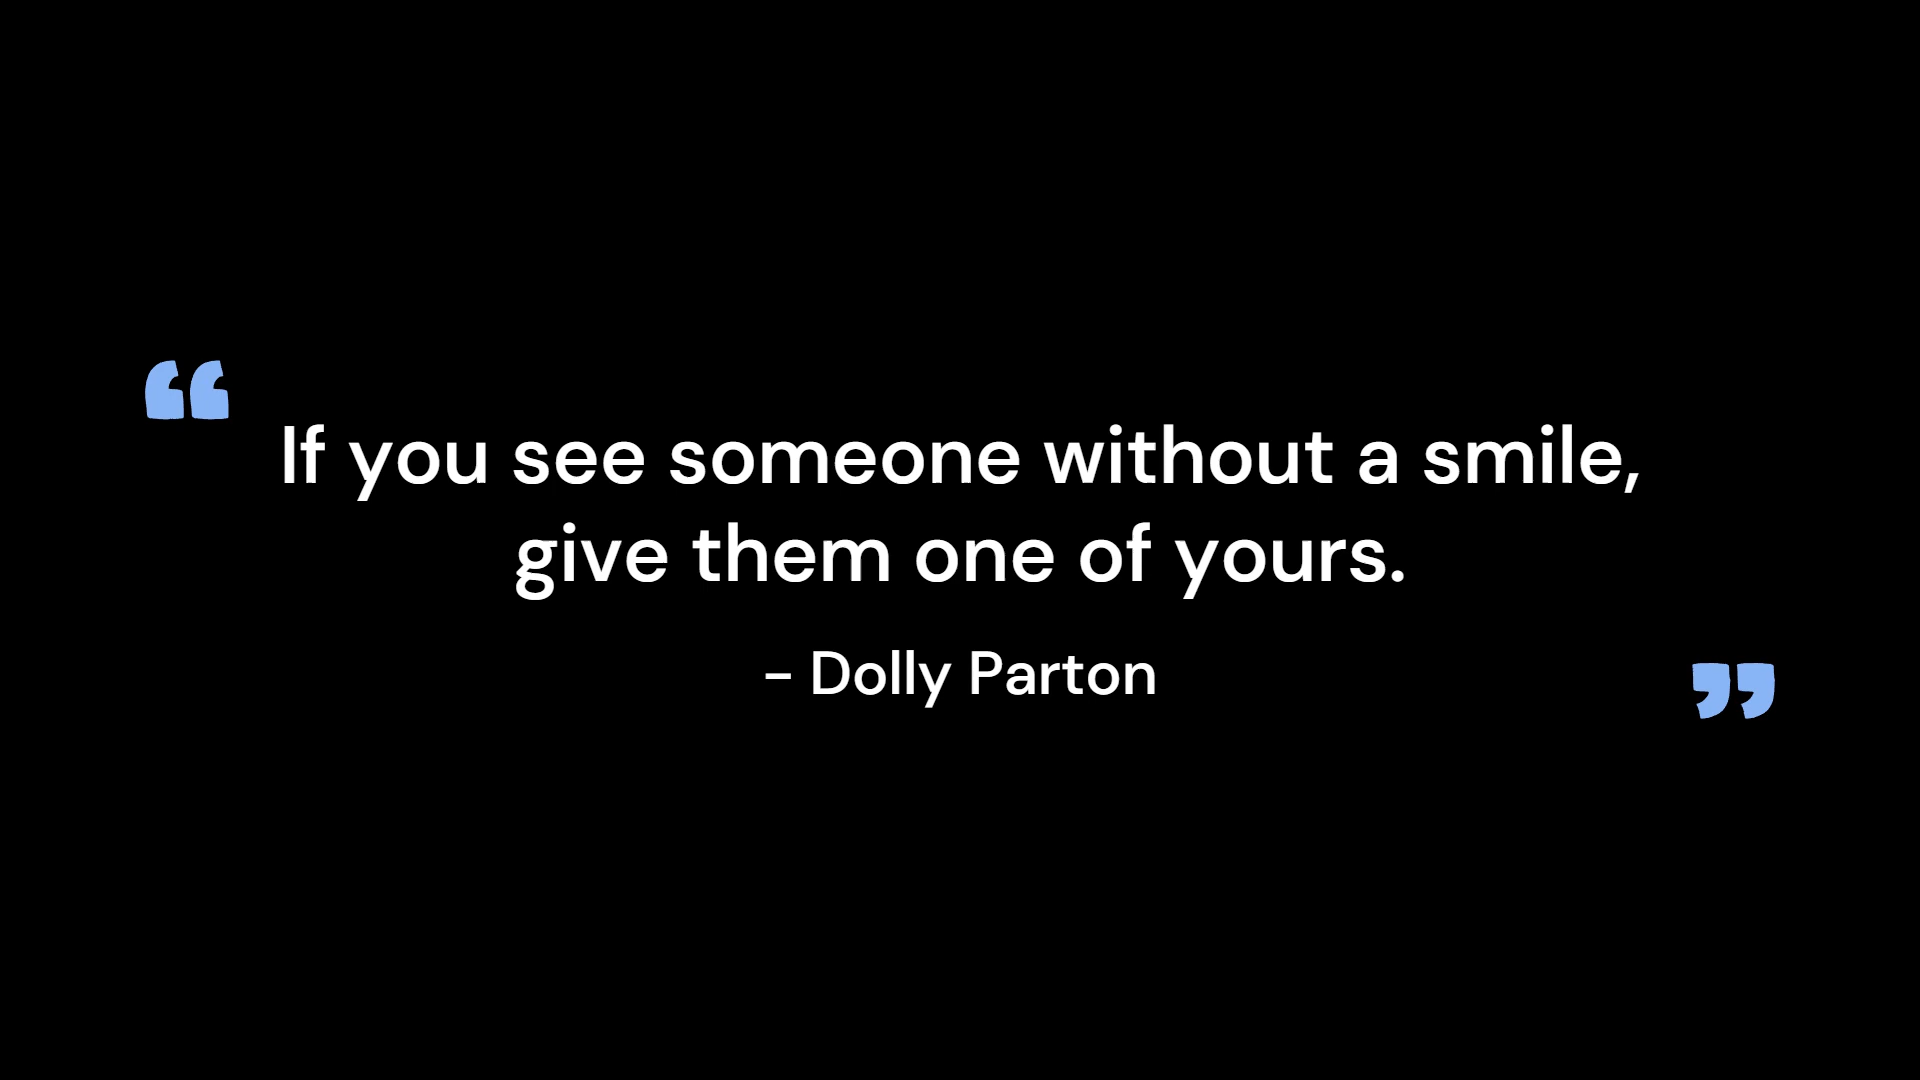 “
If you see someone without a smile,
give them one of yours.
- Dolly Parton
”